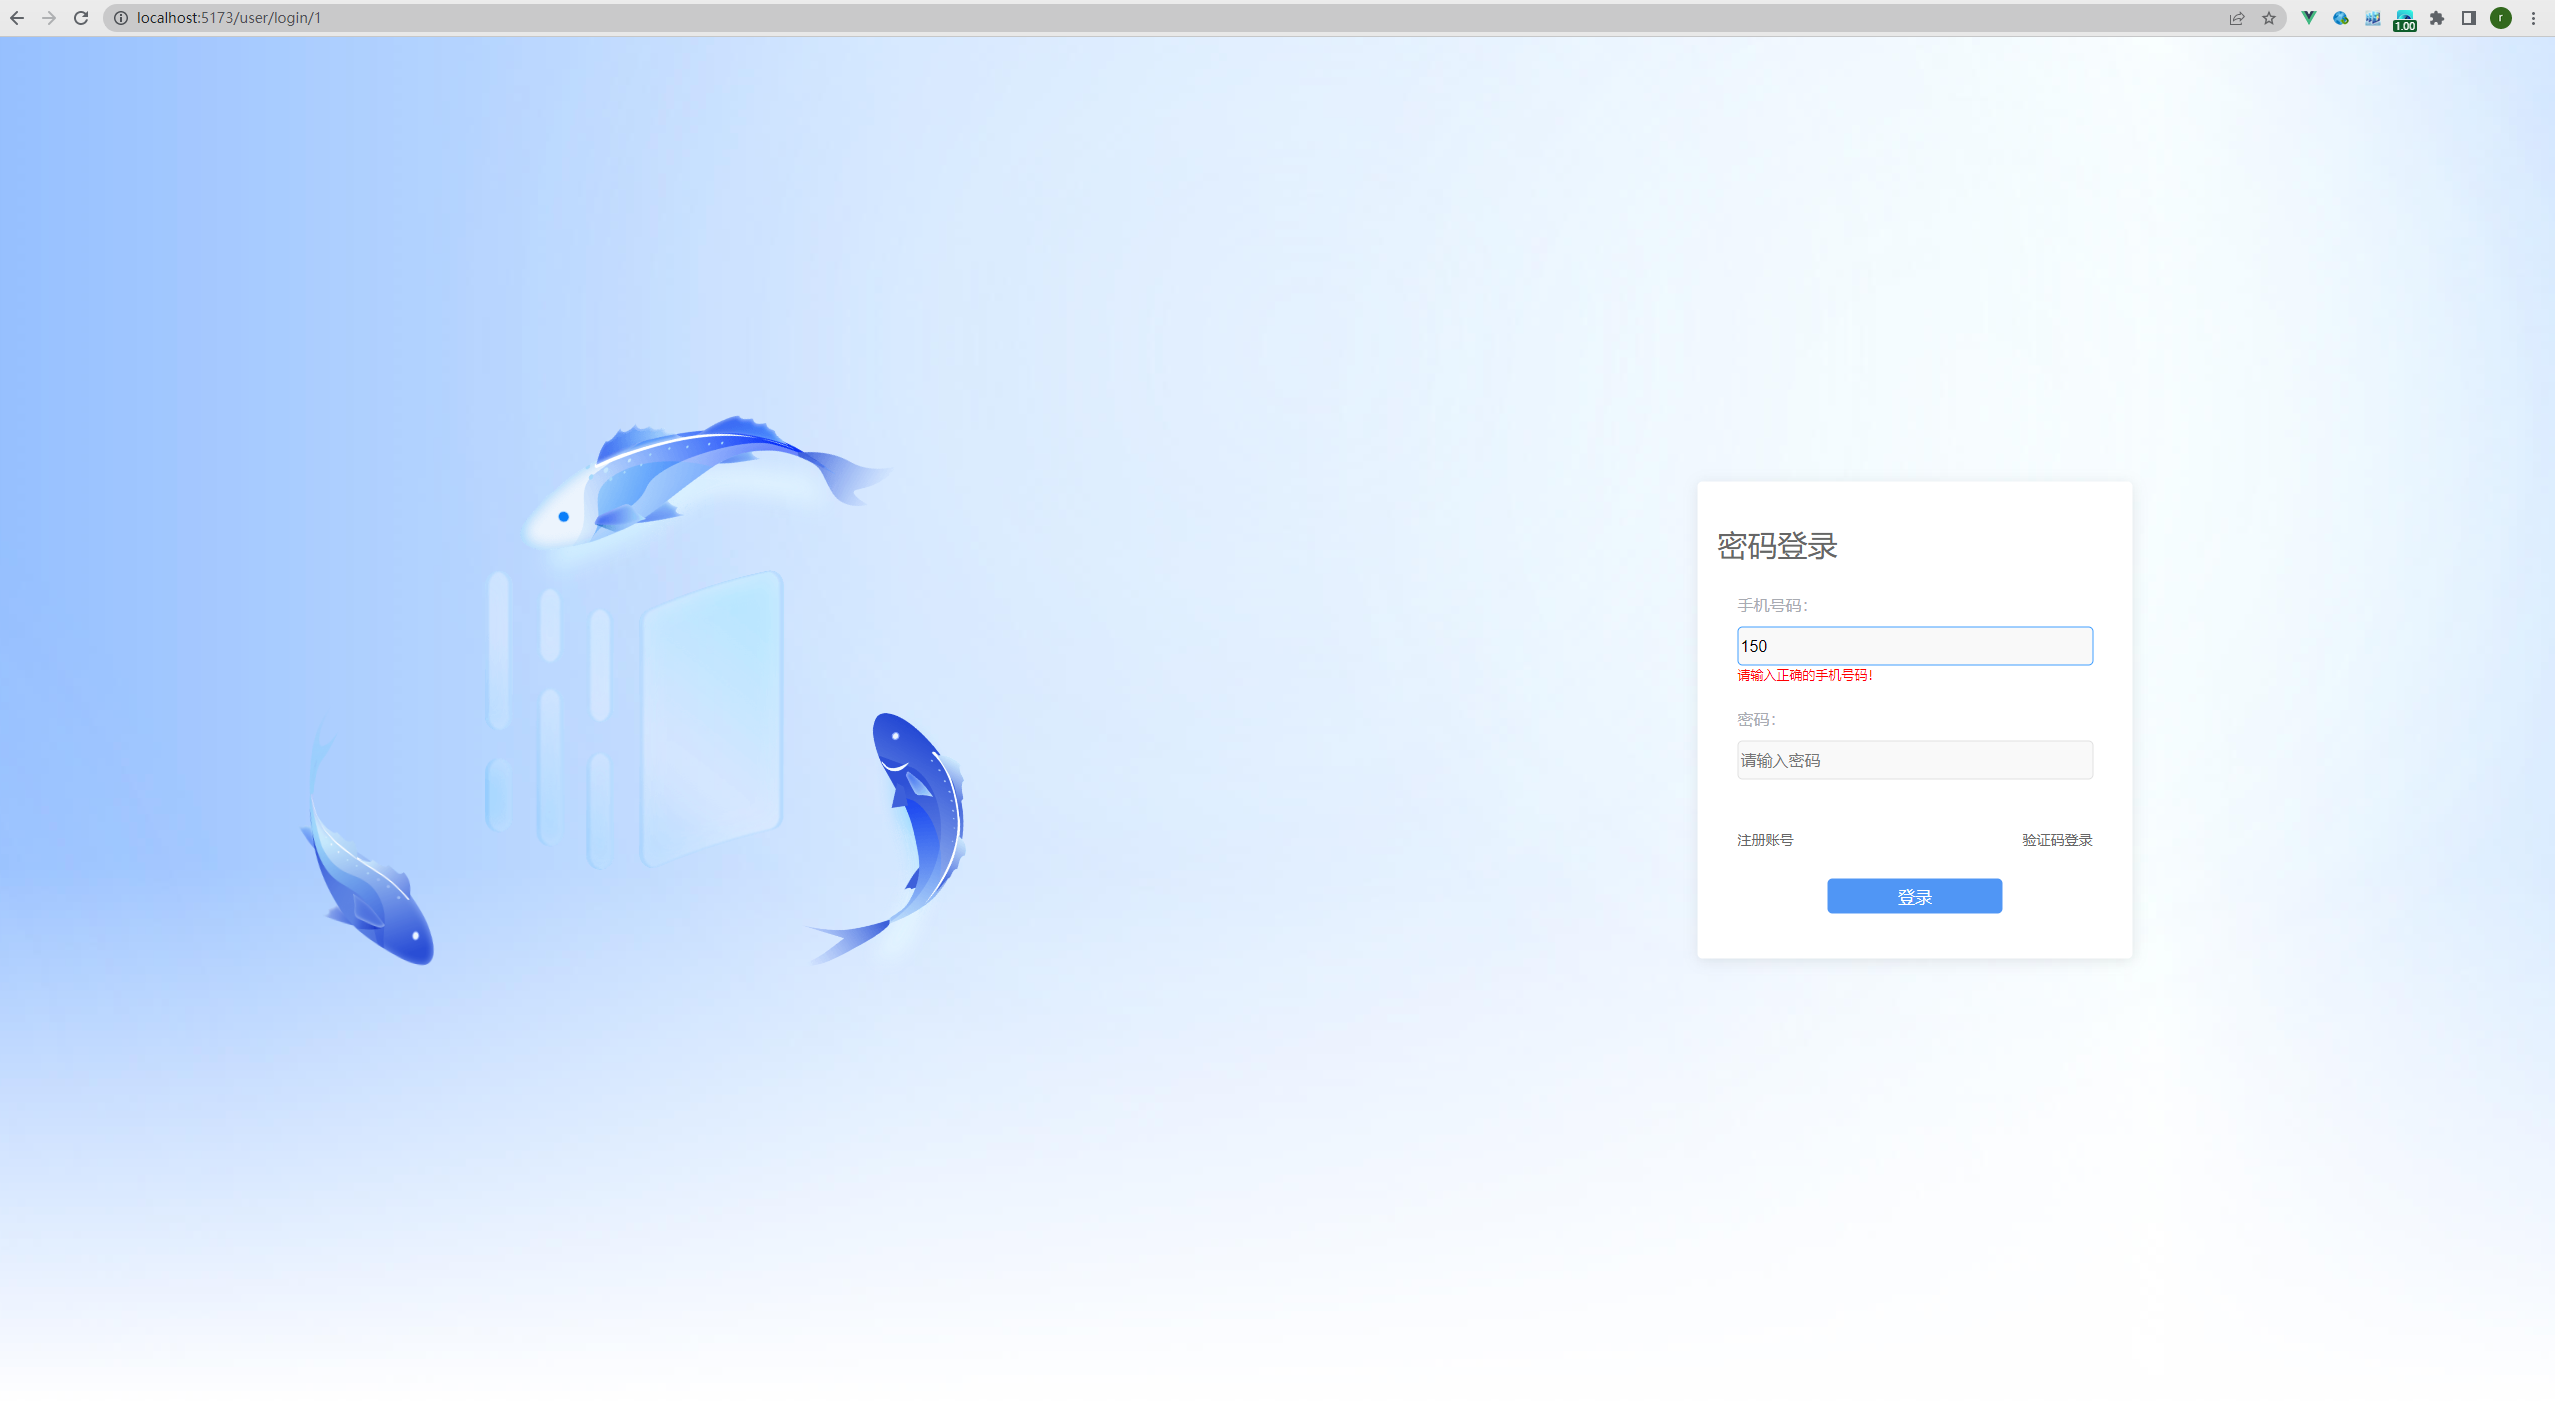 localhost:5173/user/login/1
1.00
r
密码登录
手机号码：
150
请输入正确的手机号码！
密码：
请输入密码
注册账号
验证码登录
登录